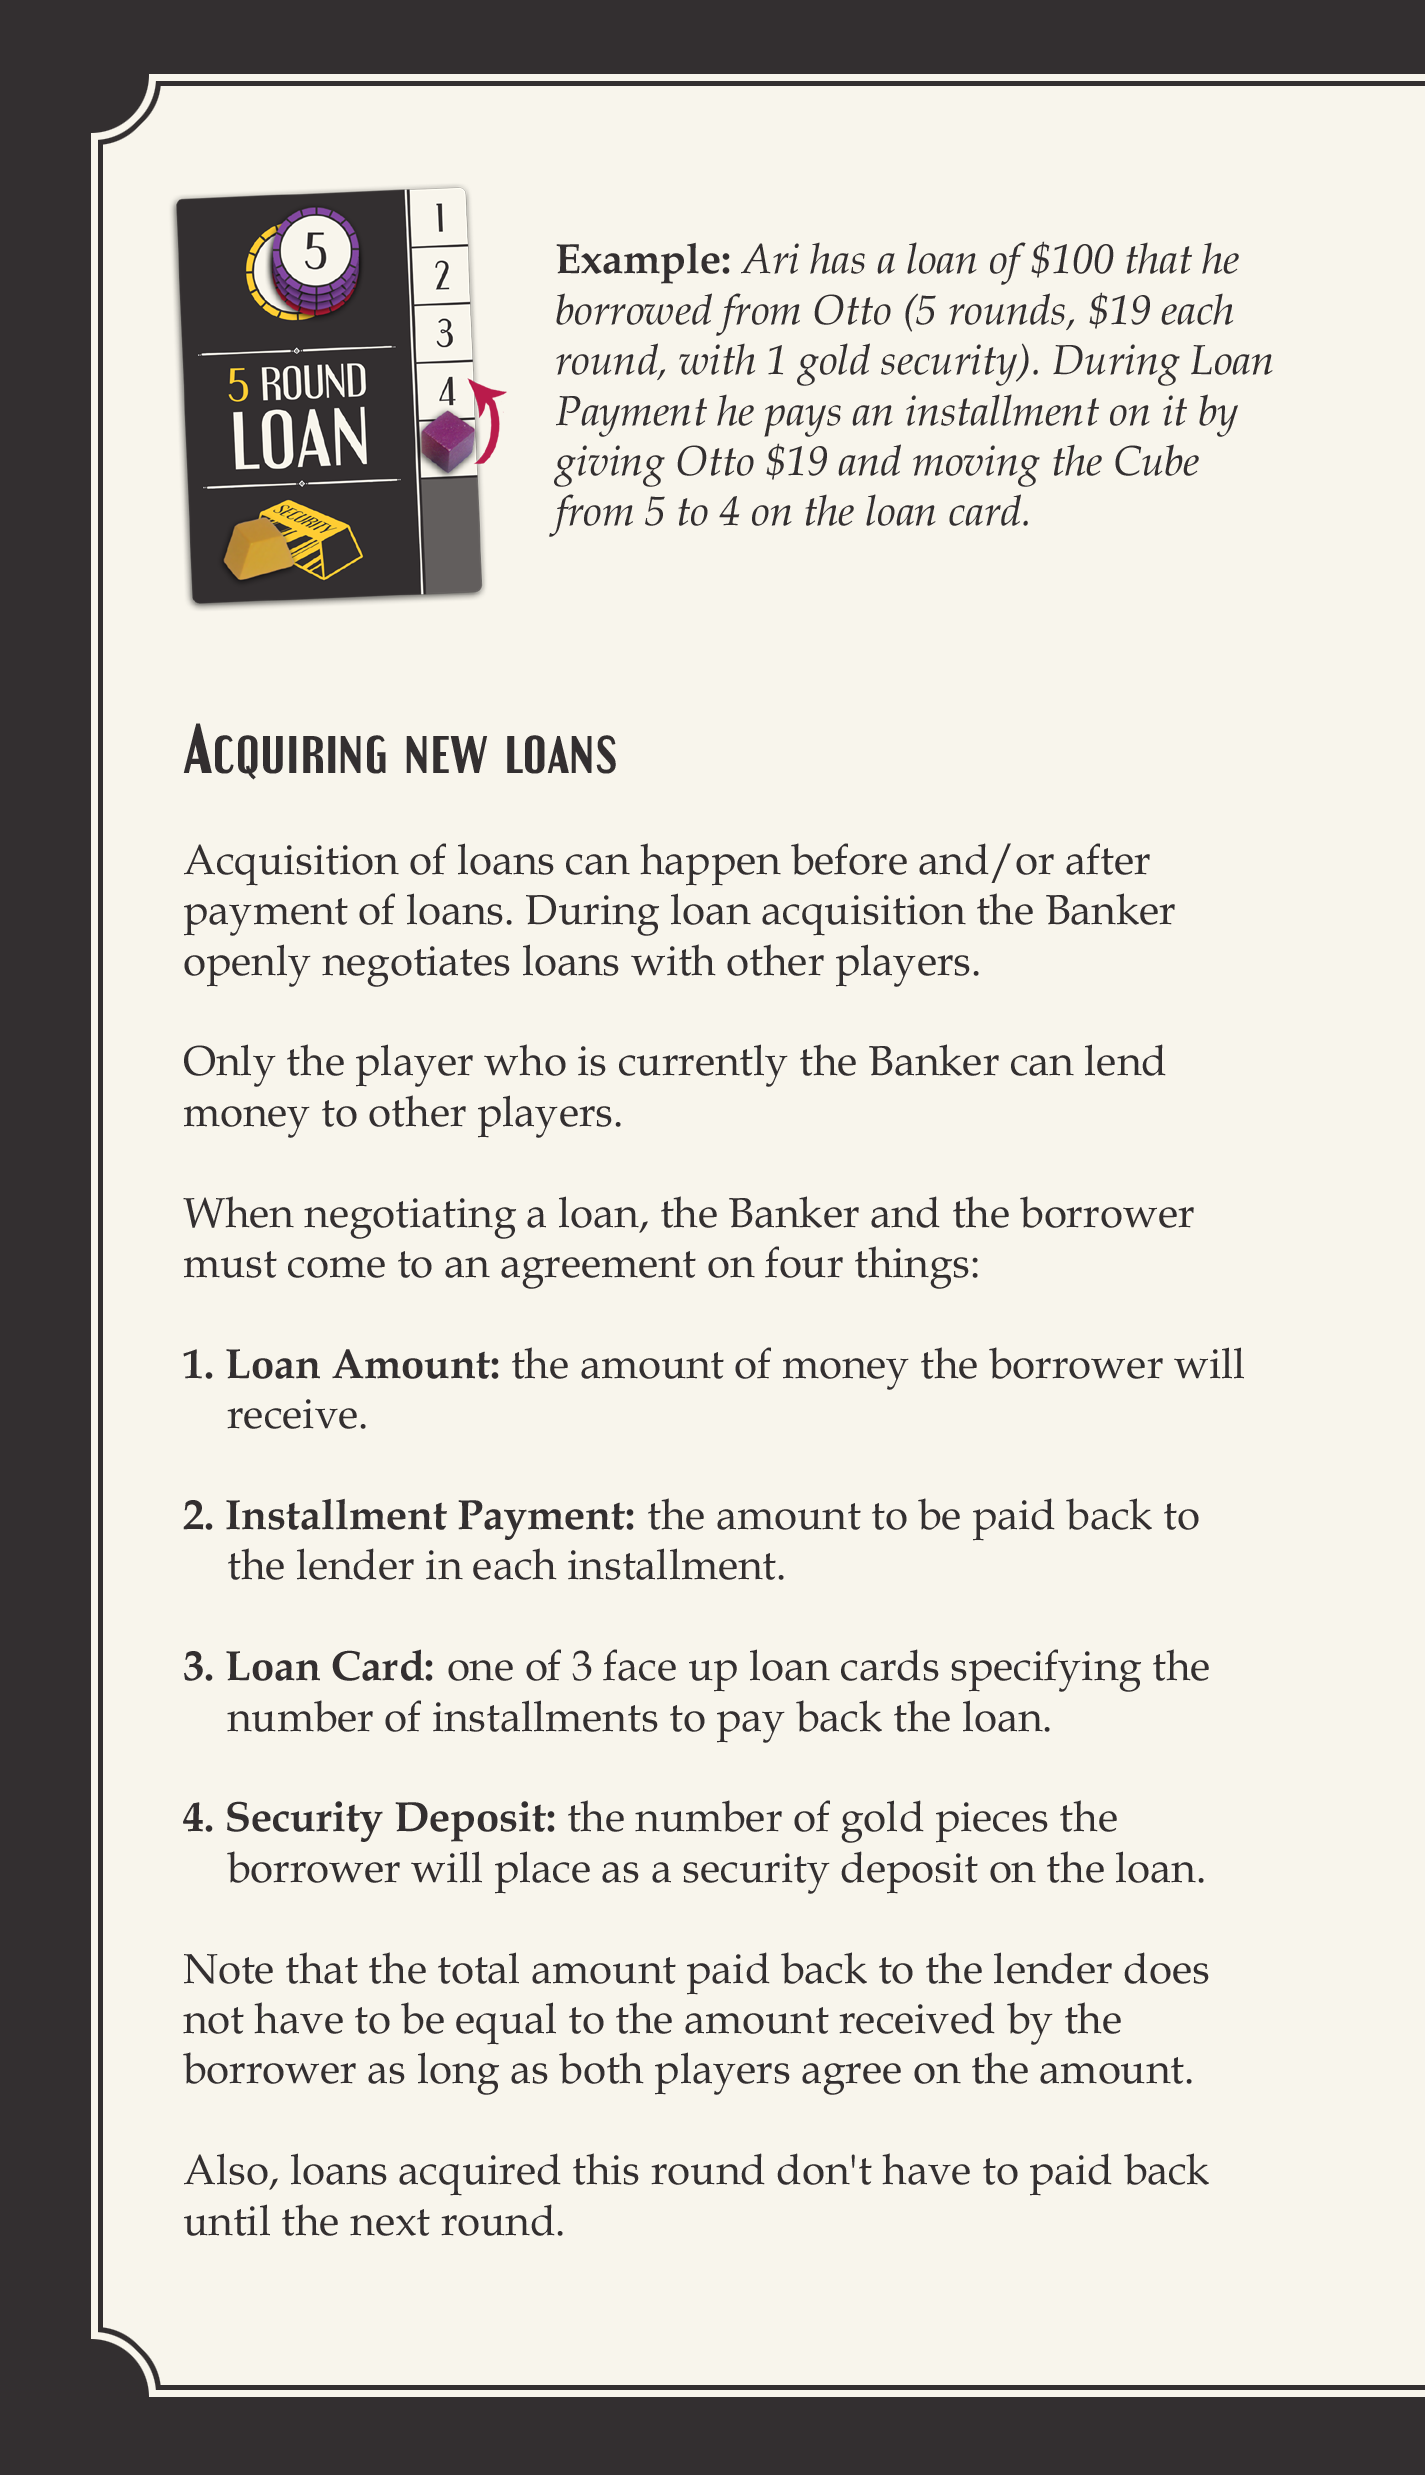 5
5 ROUND
LOAN
SECURITY
1
2
3
4
Example: Ari has a loan of $100 that he
borrowed from Otto (5 rounds, $19 each
round, with 1 gold security). During Loan
Payment he pays an installment on it by
giving Otto $19 and moving the Cube
from 5 to 4 on the loan card.
Acquiring new loans
Acquisition of loans can happen before and/or after
payment of loans. During loan acquisition the Banker
openly negotiates loans with other players.
Only the player who is currently the Banker can lend
money to other players.
When negotiating a loan, the Banker and the borrower
must come to an agreement on four things:
1. Loan Amount: the amount of money the borrower will
receive.
2. Installment Payment: the amount to be paid back to
the lender in each installment.
3. Loan Card: one of 3 face up loan cards specifying the
number of installments to pay back the loan.
4. Security Deposit: the number of gold pieces the
borrower will place as a security deposit on the loan.
Note that the total amount paid back to the lender does
not have to be equal to the amount received by the
borrower as long as both players agree on the amount.
Also, loans acquired this round don't have to paid back
until the next round.